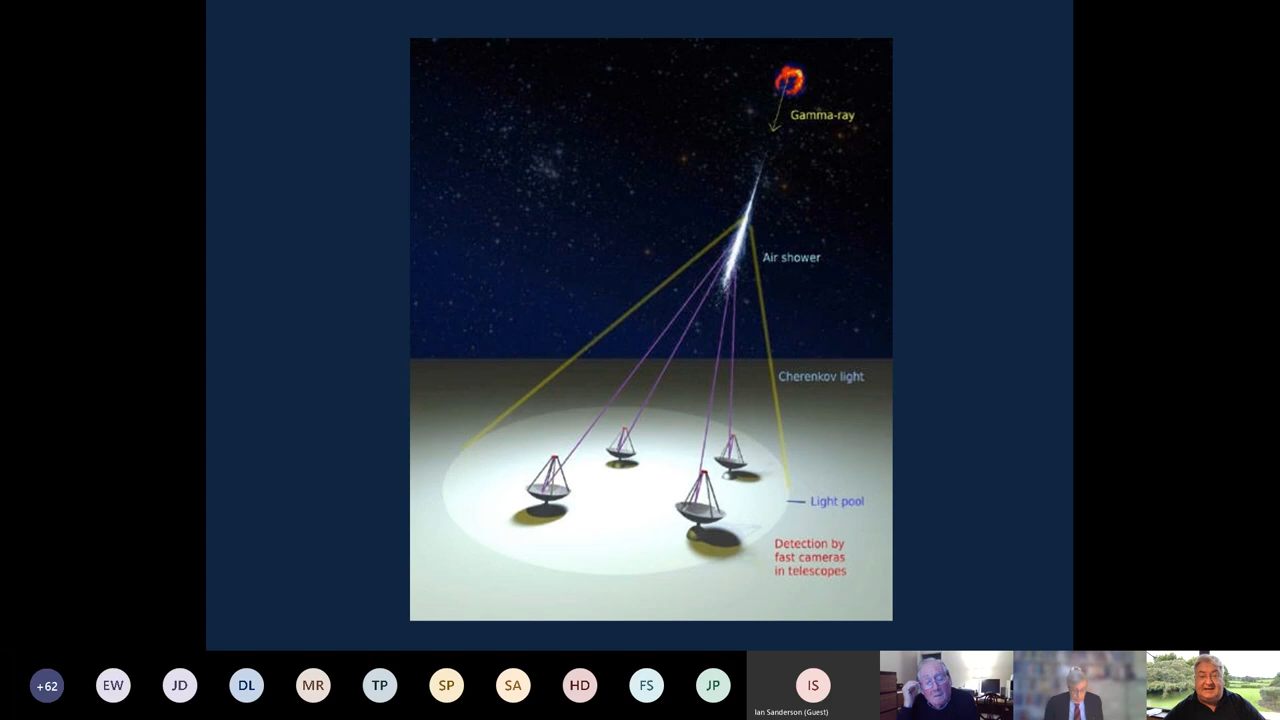 Gamma-ray
Air shower
Cherenkov light
Light pool
Detection by
fast cameras
in telescopes
+62
EW
JD
DL
MR
TP
SP
SA
HD
FS
JP
IS
Ian Sanderson (Guest)